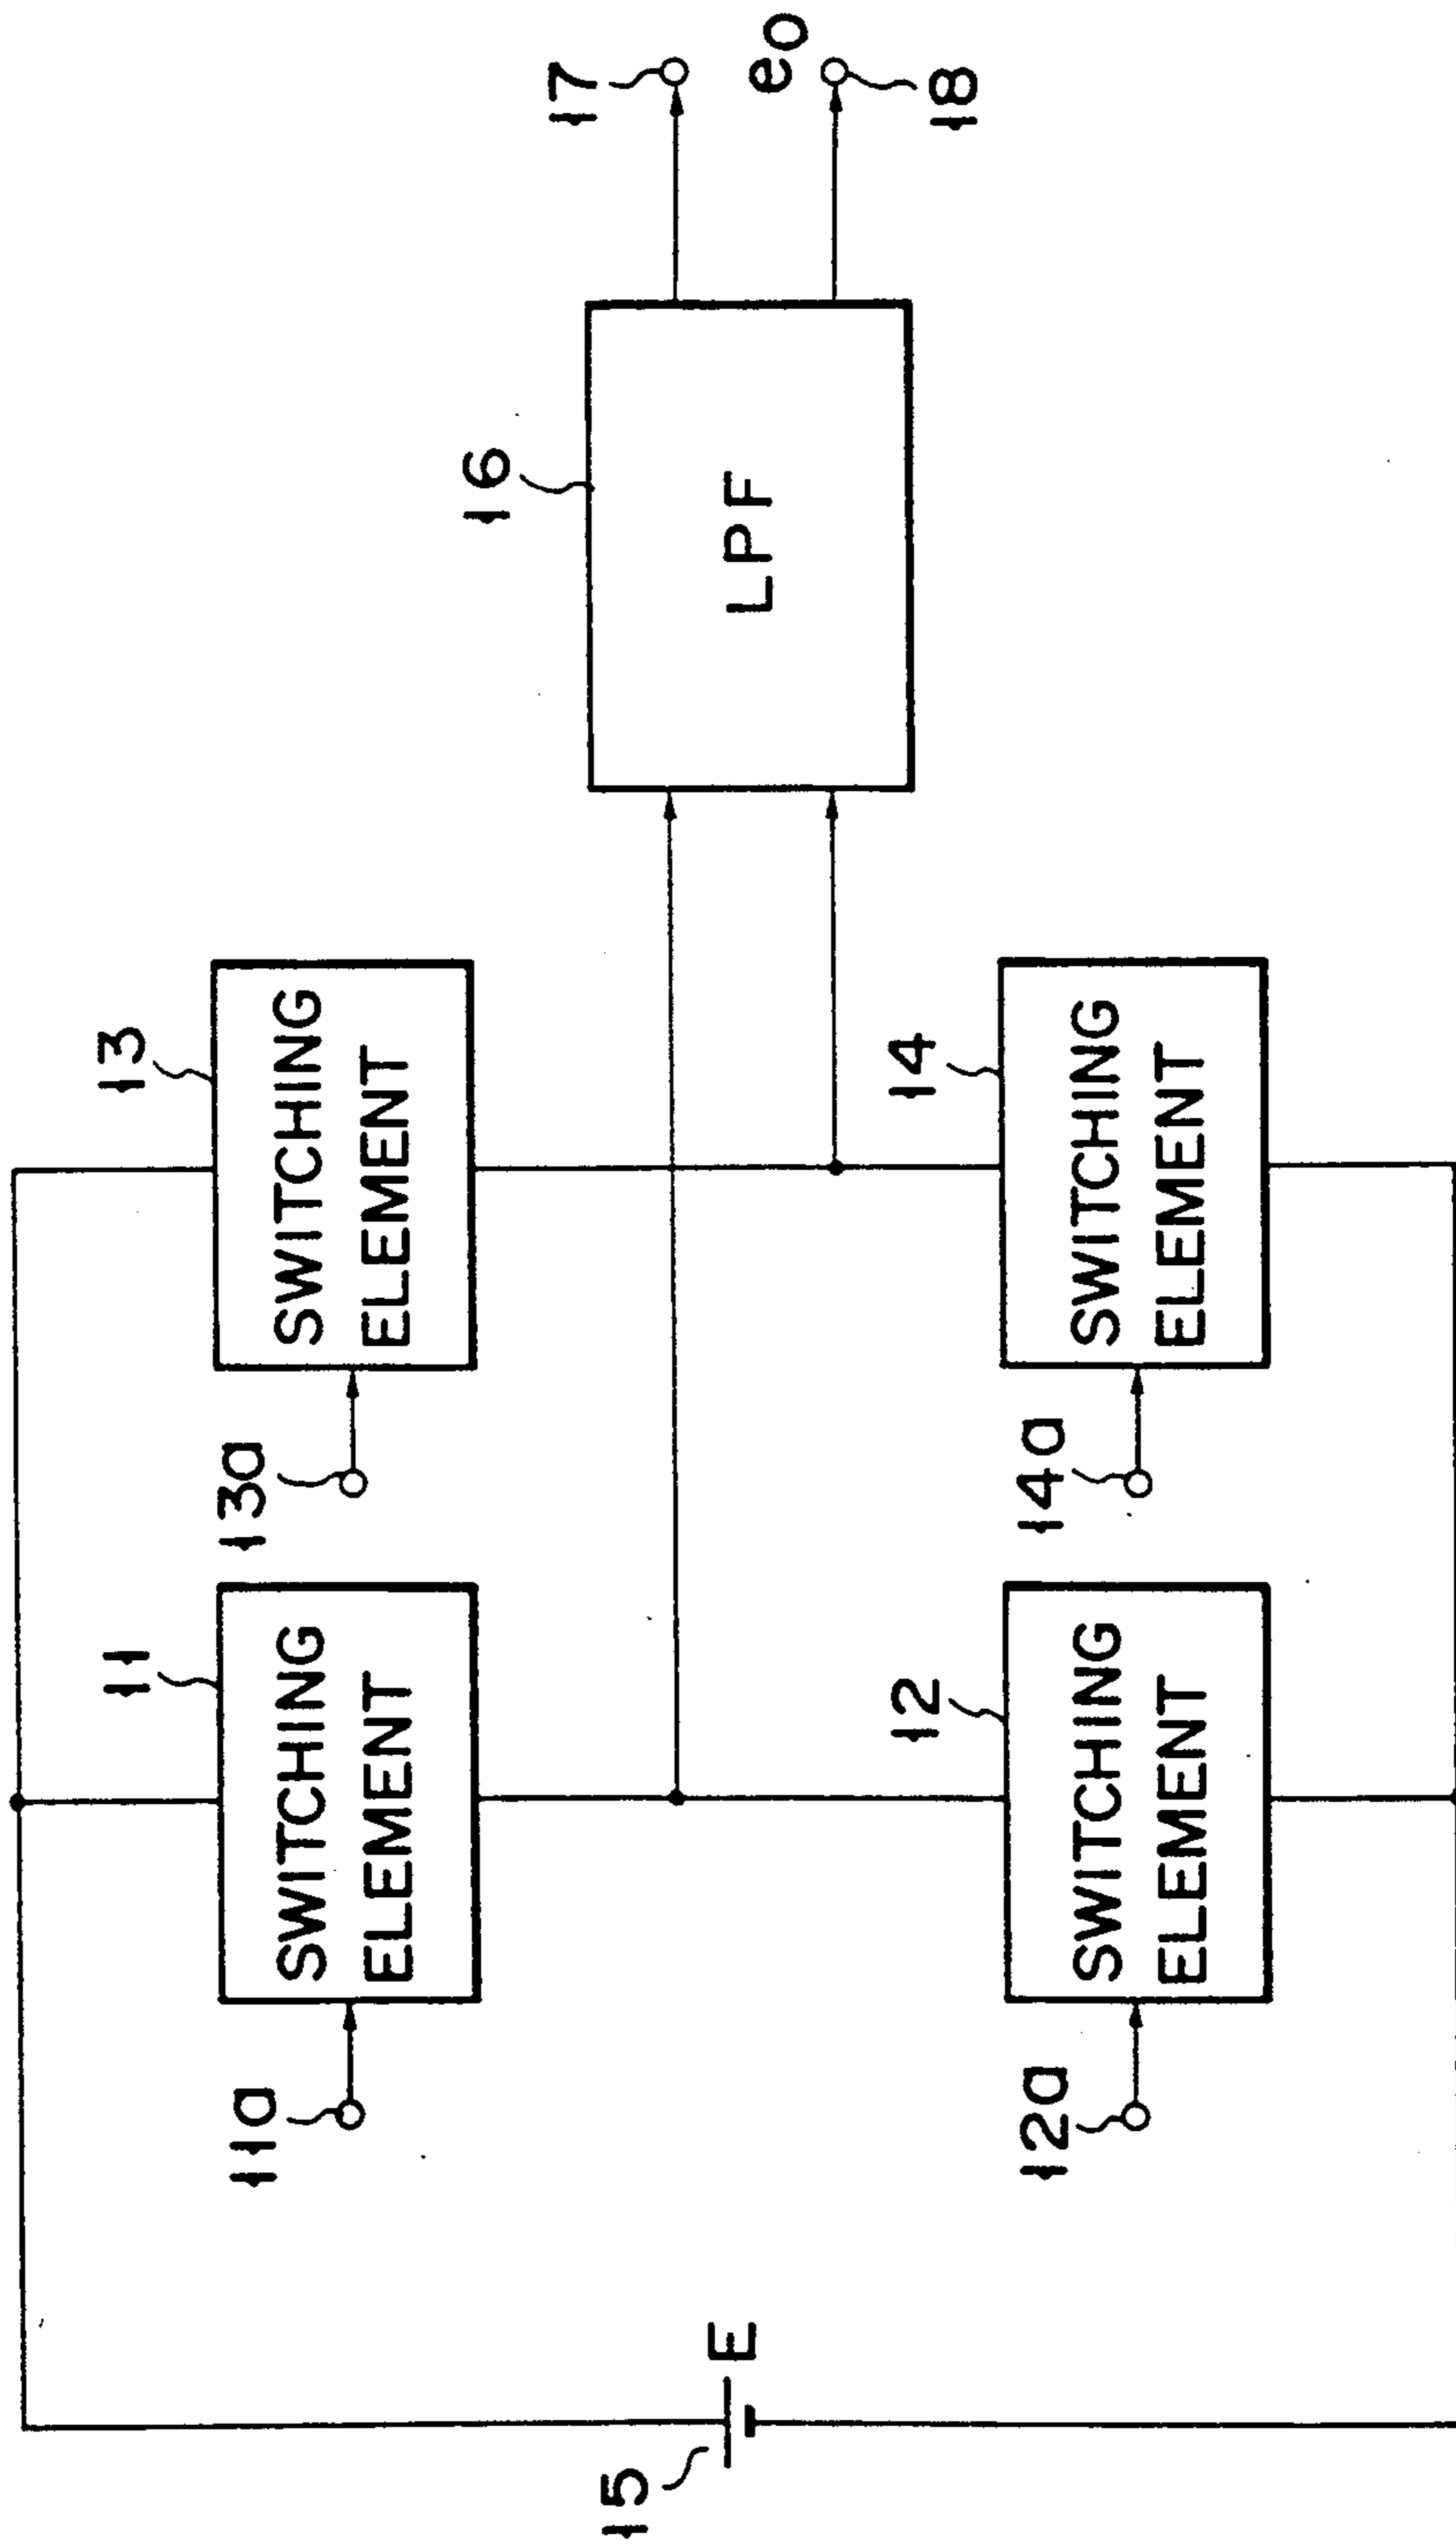 15
E
11a
11
SWITCHING
ELEMENT
12a
12
SWITCHING
ELEMENT
13a
13
SWITCHING
ELEMENT
14a
14
SWITCHING
ELEMENT
16
LPF
17
eo
18